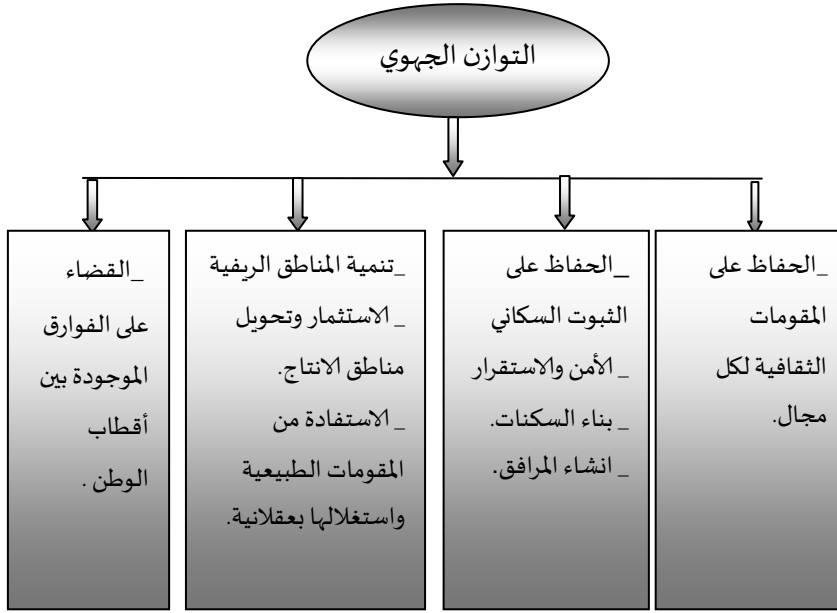 التوازن الجهوي
_الحفاظ على
المقومات
الثقافية لكل
مجال.
_الحفاظ على
الثبوت السكاني
_ الأمن والاستقرار
_ بناء السكنات.
_ انشاء المرافق.
_تنمية المناطق الريفية
_ الاستثمار وتحويل
مناطق الانتاج.
_ الاستفادة من
المقومات الطبيعية
واستغلالها بعقلانية.
_القضاء
على الفوارق
الموجودة بين
أقطاب
الوطن .